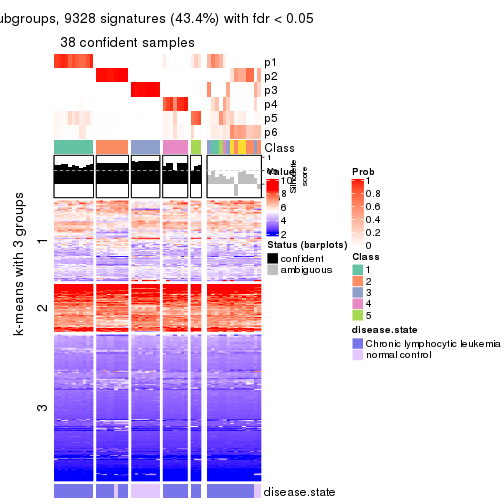 ubgroups, 9328 signatures (43.4%) with fdr < 0.05
38 confident samples
p1
p2
p3
p4
p5
p6
Class
1
Silhouette
score
k-means with 3 groups
1
2
3
disease.state
Value
10
8
6
4
2
Status (barplots)
confident
ambiguous
Prob
1
0.8
0.6
0.4
0.2
0
Class
1
2
3
4
5
disease.state
Chronic lymphocytic leukemia
normal control